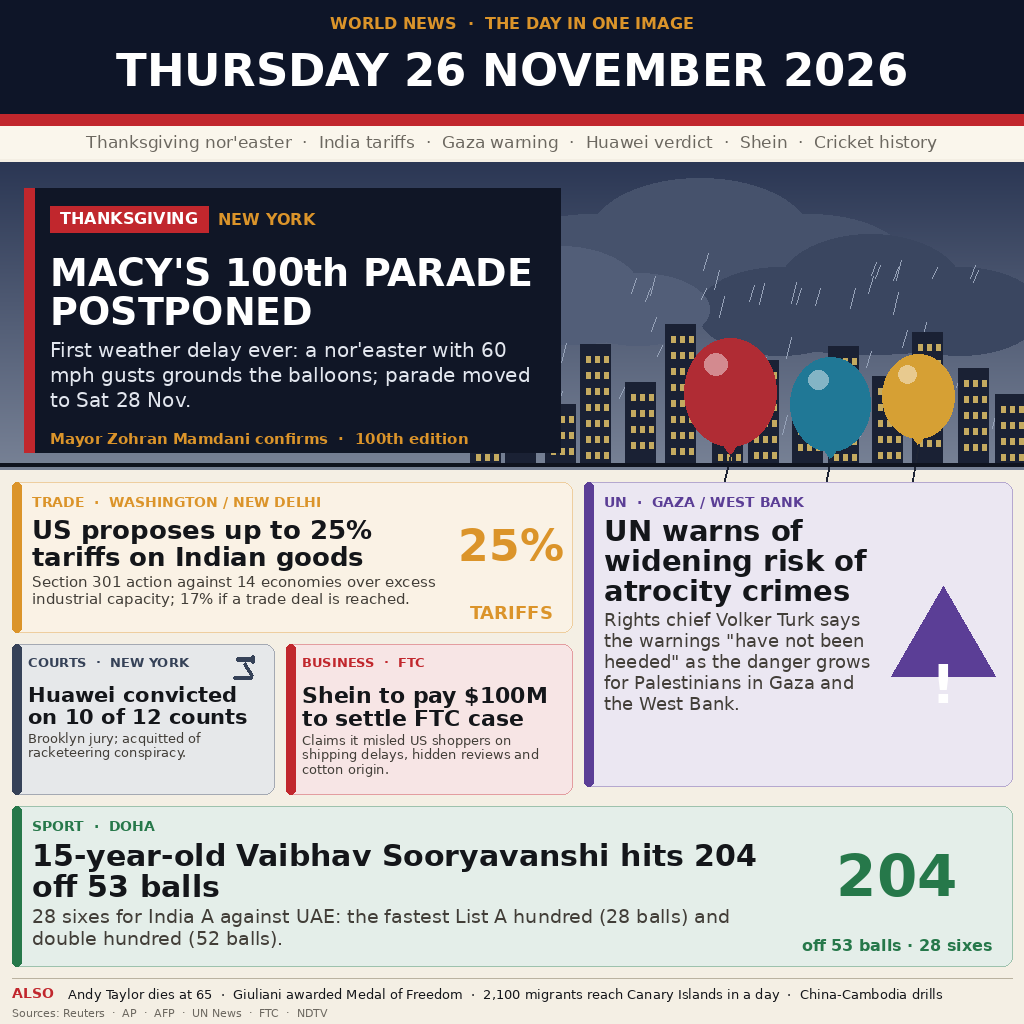 WORLD NEWS · THE DAY IN ONE IMAGE
THURSDAY 26 NOVEMBER 2026
Thanksgiving nor'easter · India tariffs · Gaza warning · Huawei verdict · Shein · Cricket history
THANKSGIVING NEW YORK
MACY'S 100th PARADE
POSTPONED
First weather delay ever: a nor'easter with 60
mph gusts grounds the balloons; parade moved
to Sat 28 Nov.
Mayor Zohran Mamdani confirms · 100th edition
TRADE · WASHINGTON / NEW DELHI
US proposes up to 25%
tariffs on Indian goods
Section 301 action against 14 economies over excess
industrial capacity; 17% if a trade deal is reached.
25%
TARIFFS
UN · GAZA / WEST BANK
UN warns of
widening risk of
atrocity crimes
Rights chief Volker Turk says
the warnings "have not been
heeded" as the danger grows
for Palestinians in Gaza and
the West Bank.
!
COURTS · NEW YORK
Huawei convicted
on 10 of 12 counts
Brooklyn jury; acquitted of
racketeering conspiracy.
BUSINESS · FTC
Shein to pay $100M
to settle FTC case
Claims it misled US shoppers on
shipping delays, hidden reviews and
cotton origin.
SPORT · DOHA
15-year-old Vaibhav Sooryavanshi hits 204
off 53 balls
28 sixes for India A against UAE: the fastest List A hundred (28 balls) and
double hundred (52 balls).
204
off 53 balls · 28 sixes
ALSO Andy Taylor dies at 65 · Giuliani awarded Medal of Freedom · 2,100 migrants reach Canary Islands in a day · China-Cambodia drills
Sources: Reuters · AP · AFP · UN News · FTC · NDTV